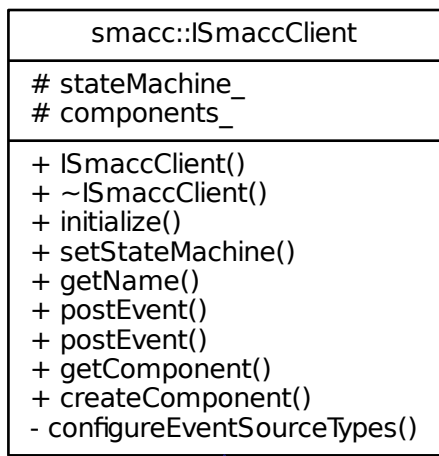 smacc::ISmaccClient
# stateMachine_
# components_
+ ISmaccClient()
+ ~ISmaccClient()
+ initialize()
+ setStateMachine()
+ getName()
+ postEvent()
+ postEvent()
+ getComponent()
+ createComponent()
- configureEventSourceTypes()